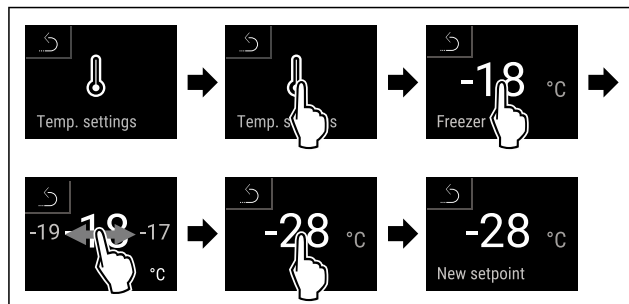 Temp. settings
Temp. s s
-18 °C
Freezer
-19 -18 -17
°C
-28 °C
-28 °C
New setpoint